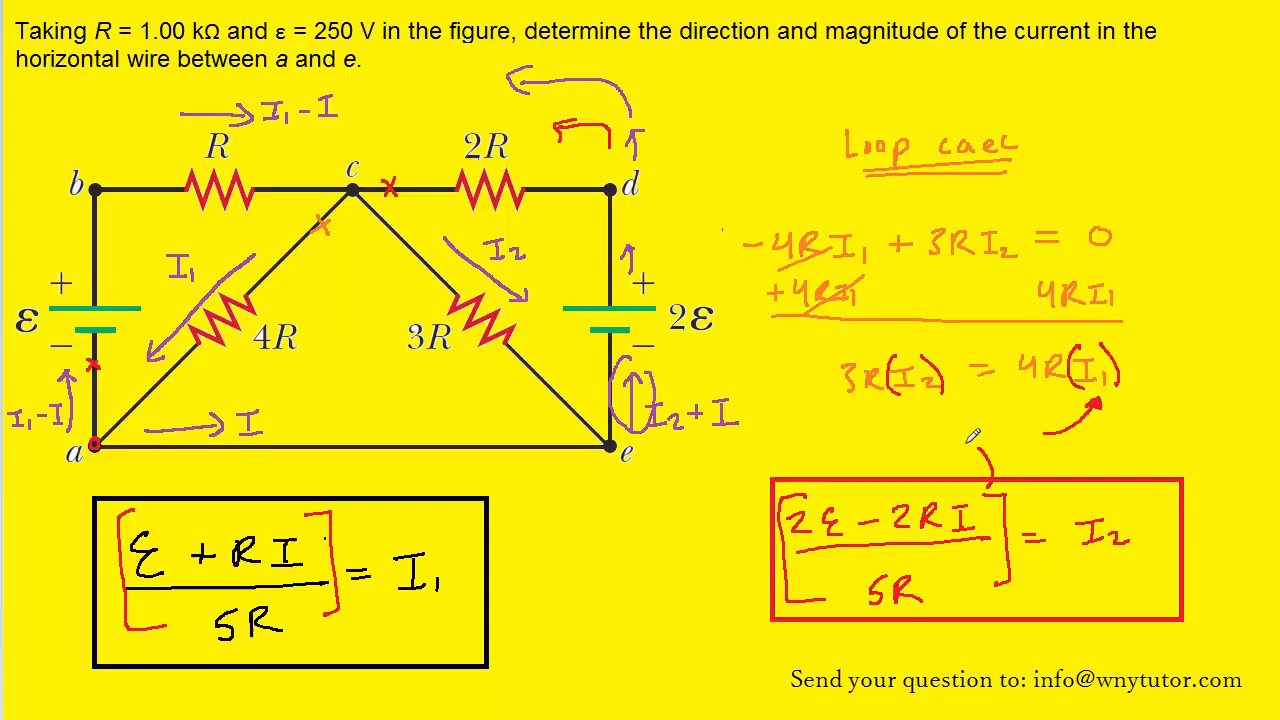 Taking R = 1.00 kΩ and ε = 250 V in the figure, determine the direction and magnitude of the current in the
horizontal wire between a and e.
I₁ - I
R
2R
b
c
d
Loop caec
I₁
I₂
-4RI₁ + 3RI₂ = 0
+4RI₁ 4RI₁
+
ε
-
4R
3R
+
2ε
-
3R(I₂) = 4R(I₁)
I₁-I
I
I₂+I
a
e
[ε + RI / 5R] = I₁
[2ε - 2RI / 5R] = I₂
Send your question to: info@wnytutor.com